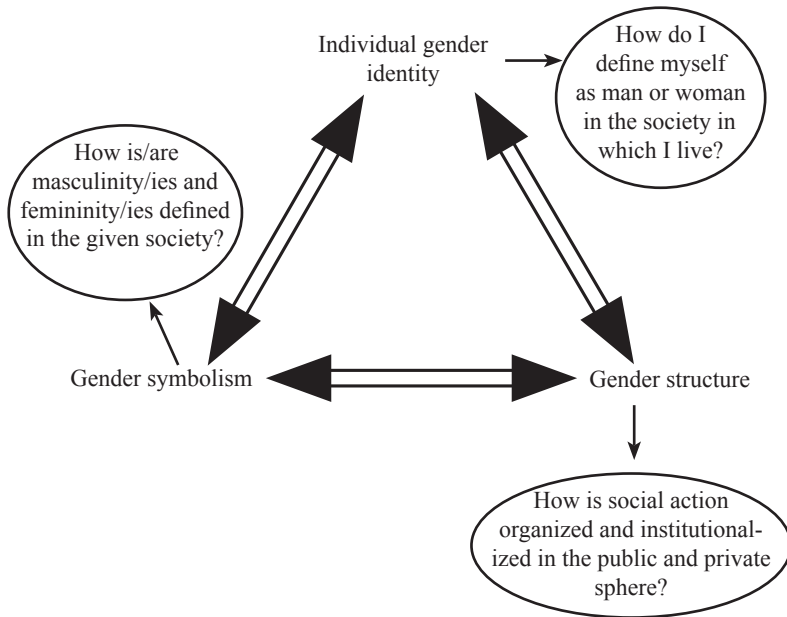 Individual gender
identity
How do I
define myself
as man or woman
in the society in
which I live?
How is/are
masculinity/ies and
femininity/ies defined
in the given society?
Gender symbolism
Gender structure
How is social action
organized and institutional-
ized in the public and private
sphere?